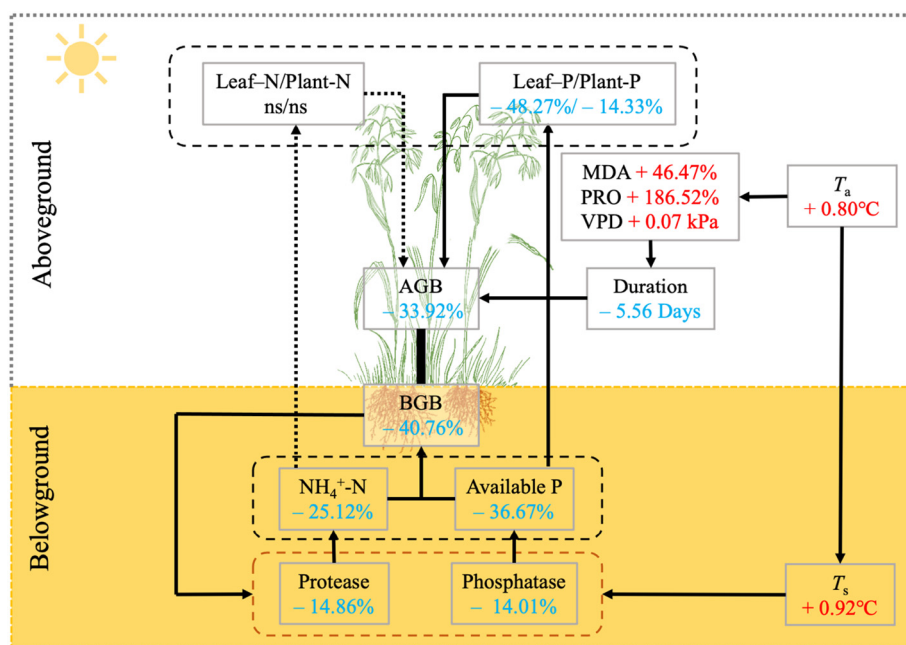 Aboveground
Leaf–N/Plant-N
ns/ns
Leaf–P/Plant-P
– 48.27%/ – 14.33%
MDA + 46.47%
PRO + 186.52%
VPD + 0.07 kPa
Ta
+ 0.80℃
AGB
– 33.92%
Duration
– 5.56 Days
Belowground
BGB
– 40.76%
NH₄⁺-N
– 25.12%
Available P
– 36.67%
Protease
– 14.86%
Phosphatase
– 14.01%
Ts
+ 0.92℃